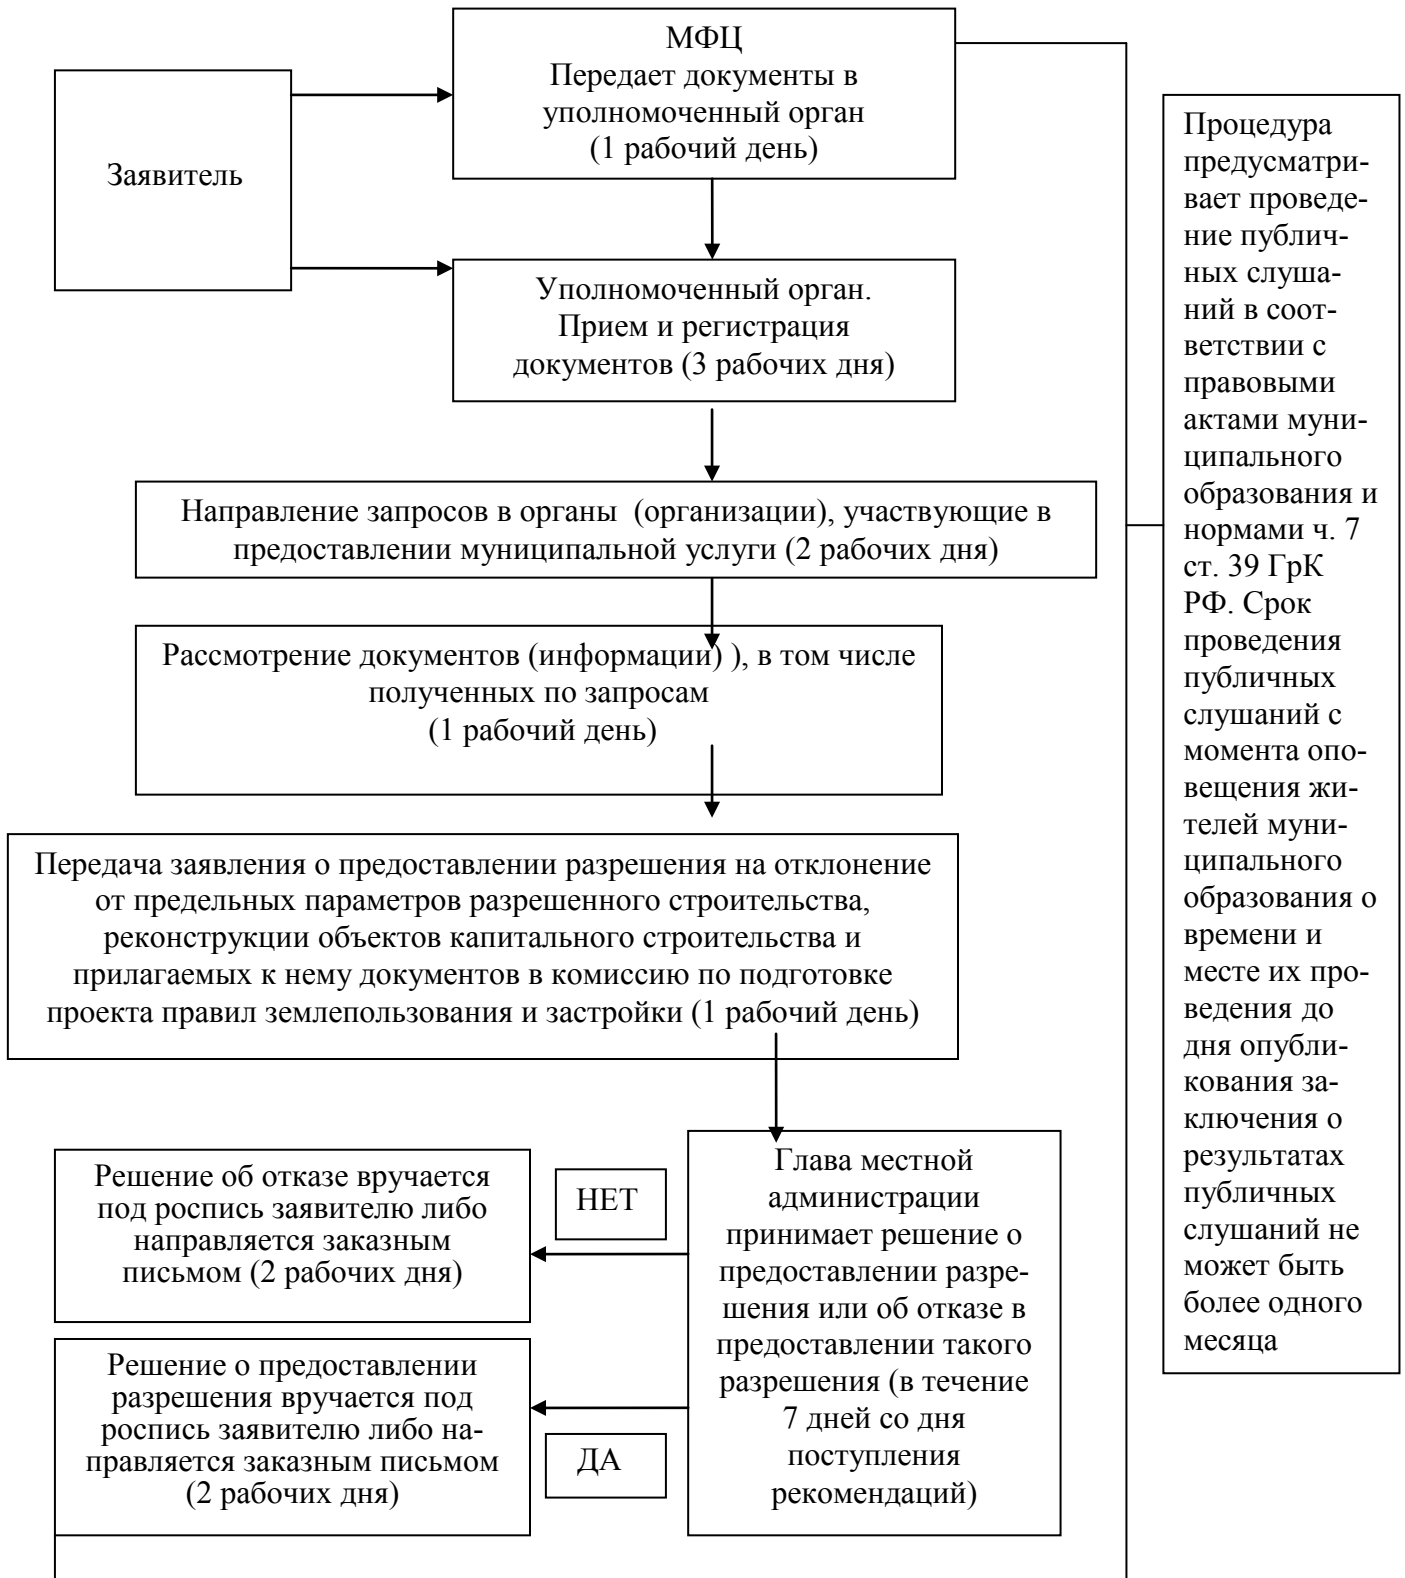 МФЦ
Передает документы в
уполномоченный орган
(1 рабочий день)
Заявитель
Уполномоченный орган.
Прием и регистрация
документов (3 рабочих дня)
Направление запросов в органы  (организации), участвующие в
предоставлении муниципальной услуги (2 рабочих дня)
Рассмотрение документов (информации) ), в том числе
полученных по запросам
(1 рабочий день)
Передача заявления о предоставлении разрешения на отклонение
от предельных параметров разрешенного строительства,
реконструкции объектов капитального строительства и
прилагаемых к нему документов в комиссию по подготовке
проекта правил землепользования и застройки (1 рабочий день)
Глава местной
администрации
принимает решение о
предоставлении разре-
шения или об отказе в
предоставлении такого
разрешения (в течение
7 дней со дня
поступления
рекомендаций)
НЕТ
Решение об отказе вручается
под роспись заявителю либо
направляется заказным
письмом (2 рабочих дня)
ДА
Решение о предоставлении
разрешения вручается под
роспись заявителю либо на-
правляется заказным письмом
(2 рабочих дня)
Процедура
предусматри-
вает проведе-
ние публич-
ных слуша-
ний в соот-
ветствии с
правовыми
актами муни-
ципального
образования и
нормами ч. 7
ст. 39 ГрК
РФ. Срок
проведения
публичных
слушаний с
момента опо-
вещения жи-
телей муни-
ципального
образования о
времени и
месте их про-
ведения до
дня опубли-
кования за-
ключения о
результатах
публичных
слушаний не
может быть
более одного
месяца